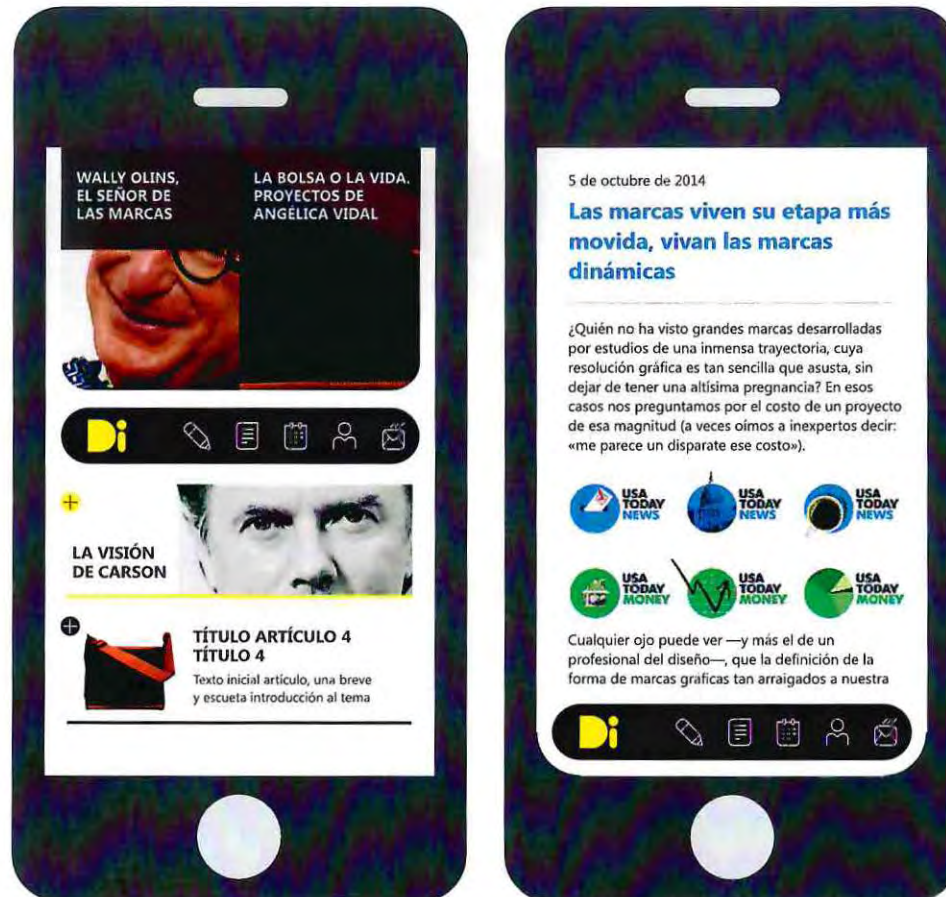 WALLY OLINS,
EL SEÑOR DE
LAS MARCAS
LA BOLSA O LA VIDA.
PROYECTOS DE
ANGÉLICA VIDAL
Di
LA VISIÓN
DE CARSON
TÍTULO ARTÍCULO 4
TÍTULO 4
Texto inicial artículo, una breve
y escueta introducción al tema
5 de octubre de 2014
Las marcas viven su etapa más
movida, vivan las marcas
dinámicas
¿Quién no ha visto grandes marcas desarrolladas
por estudios de una inmensa trayectoria, cuya
resolución gráfica es tan sencilla que asusta, sin
dejar de tener una altísima pregnancia? En esos
casos nos preguntamos por el costo de un proyecto
de esa magnitud (a veces oímos a inexpertos decir:
«me parece un disparate ese costo»).
USA
TODAY
NEWS
USA
TODAY
NEWS
USA
TODAY
NEWS
USA
TODAY
MONEY
USA
TODAY
MONEY
USA
TODAY
MONEY
Cualquier ojo puede ver —y más el de un
profesional del diseño—, que la definición de la
forma de marcas graficas tan arraigados a nuestra
Di